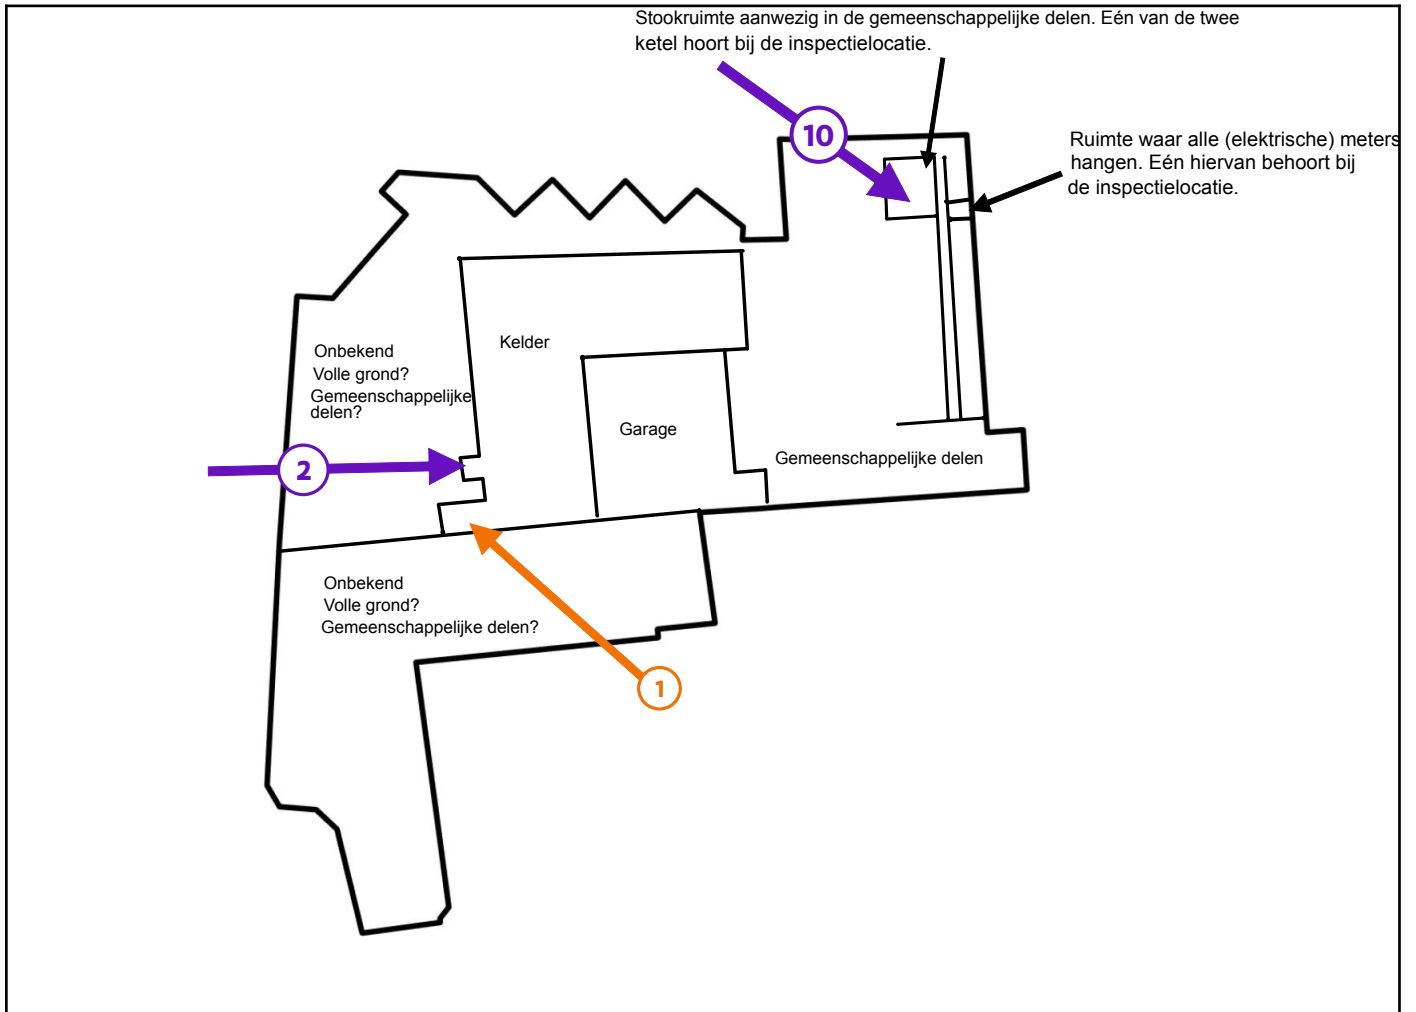 Stookruimte aanwezig in de gemeenschappelijke delen. Eén van de twee
ketel hoort bij de inspectielocatie.
10
Ruimte waar alle (elektrische) meters
hangen. Eén hiervan behoort bij
de inspectielocatie.
Kelder
Onbekend
Volle grond?
Gemeenschappelijke
delen?
Garage
Gemeenschappelijke delen
2
Onbekend
Volle grond?
Gemeenschappelijke delen?
1